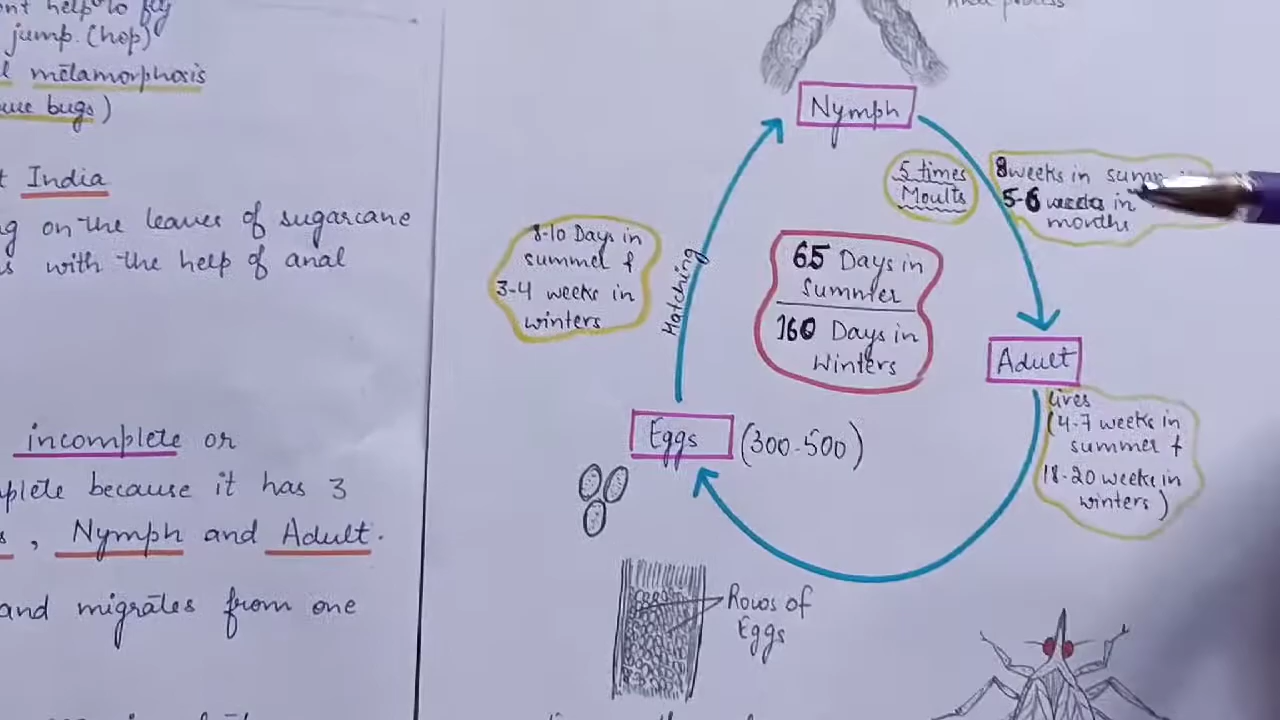 help to fly
jump. (hop)
metamorphosis
bugs)
India
on the leaves of sugarcane
with the help of anal
incomplete or
because it has 3
, Nymph and Adult.
and migrates from one
process
Nymph
5 times
Moults
8 weeks in
5-6 weeks in
months
8-10 Days in
summer &
3-4 weeks in
winters
Hatching
65 Days in
Summer
160 Days in
Winters
Adult
lives
(4-7 weeks in
summer &
18-20 weeks in
winters)
Eggs (300-500)
Rows of
Eggs